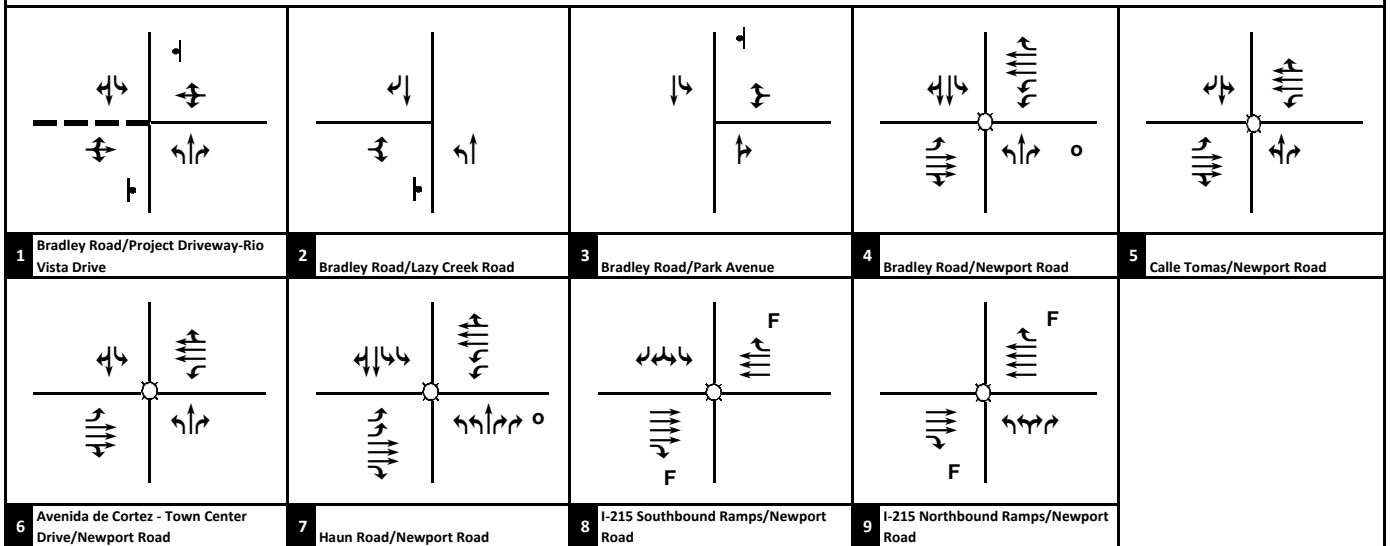 O
1 Bradley Road/Project Driveway-Rio
Vista Drive
2 Bradley Road/Lazy Creek Road
3 Bradley Road/Park Avenue
4 Bradley Road/Newport Road
5 Calle Tomas/Newport Road
F
F
O
F
F
6 Avenida de Cortez - Town Center
Drive/Newport Road
7 Haun Road/Newport Road
8 I-215 Southbound Ramps/Newport
Road
9 I-215 Northbound Ramps/Newport
Road